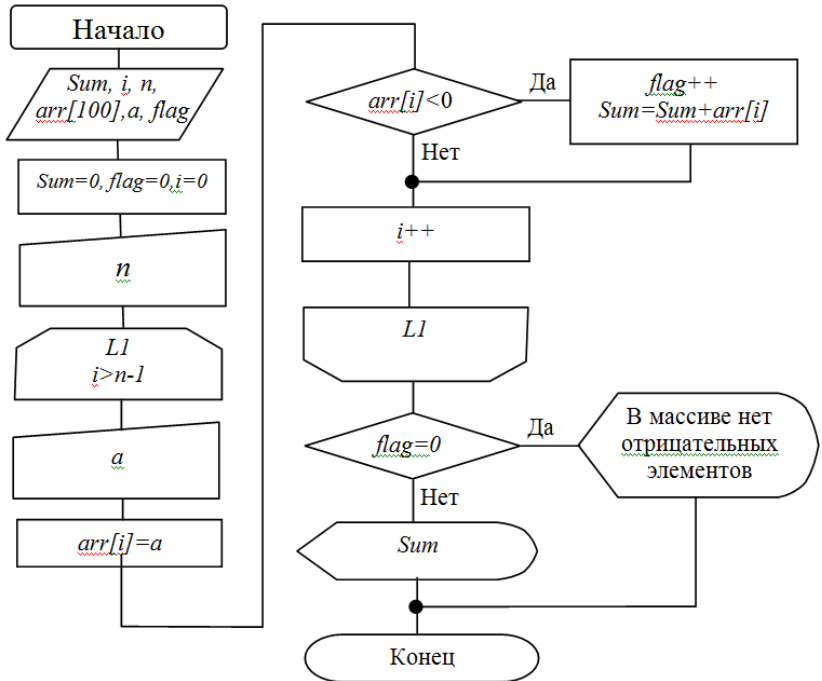 Начало
Sum, i, n,
arr[100],a, flag
Sum=0, flag=0,i=0
n
L1
i>n-1
a
arr[i]=a
arr[i]<0
Да
flag++
Sum=Sum+arr[i]
Нет
i++
L1
flag=0
Да
В массиве нет
отрицательных
элементов
Нет
Sum
Конец